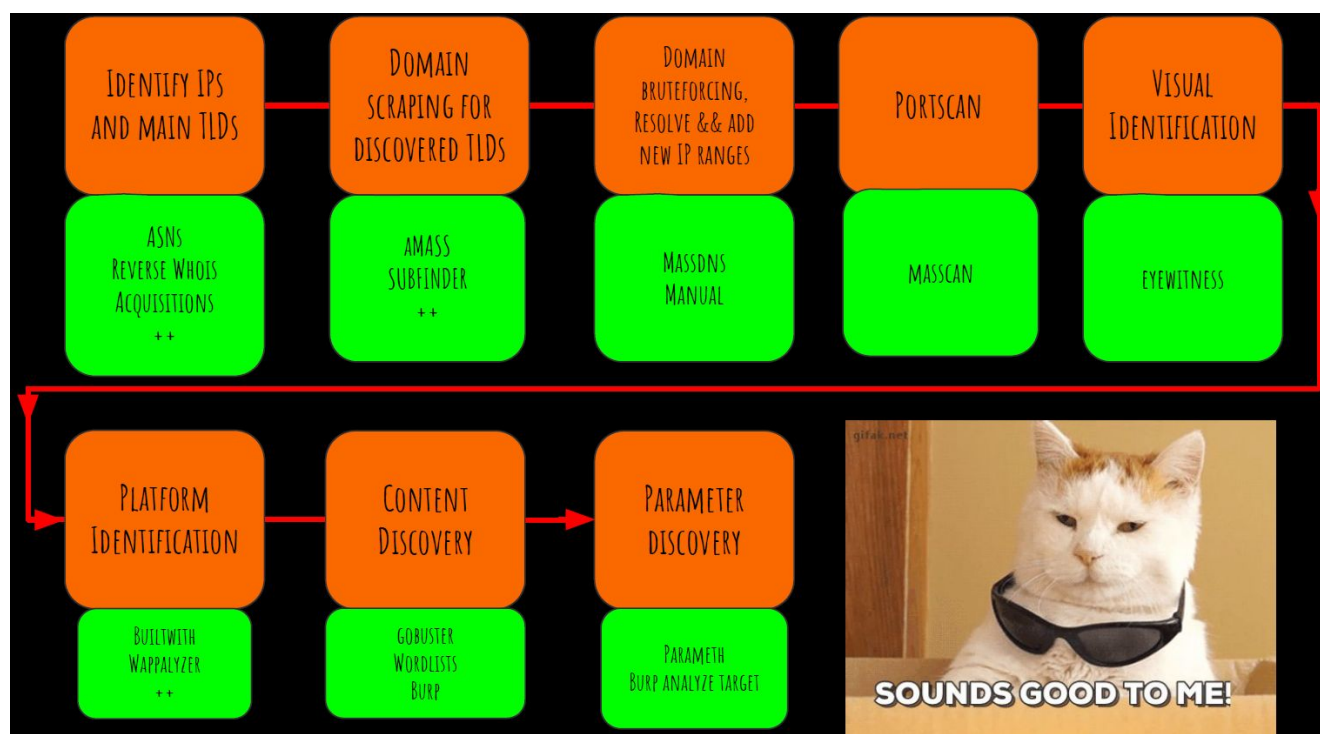 IDENTIFY IPS
AND MAIN TLDS
ASNS
REVERSE WHOIS
ACQUISITIONS
++
DOMAIN
SCRAPING FOR
DISCOVERED TLDS
AMASS
SUBFINDER
++
DOMAIN
BRUTEFORCING,
RESOLVE && ADD
NEW IP RANGES
MASSDNS
MANUAL
PORTSCAN
MASSCAN
VISUAL
IDENTIFICATION
EYEWITNESS
PLATFORM
IDENTIFICATION
BUILTWITH
WAPPALYZER
++
CONTENT
DISCOVERY
GOBUSTER
WORDLISTS
BURP
PARAMETER
DISCOVERY
PARAMETH
BURP ANALYZE TARGET
gifak.net
SOUNDS GOOD TO ME!